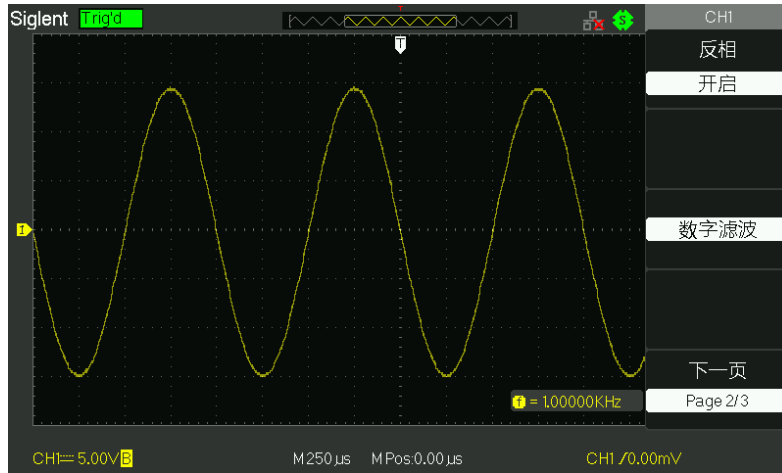 Siglent Trig'd
T
S
CH1
反相
开启
T
1
数字滤波
下一页
Page 2/3
f = 1.00000KHz
CH1 5.00V B
M 250μs
M Pos:0.00μs
CH1 0.00mV